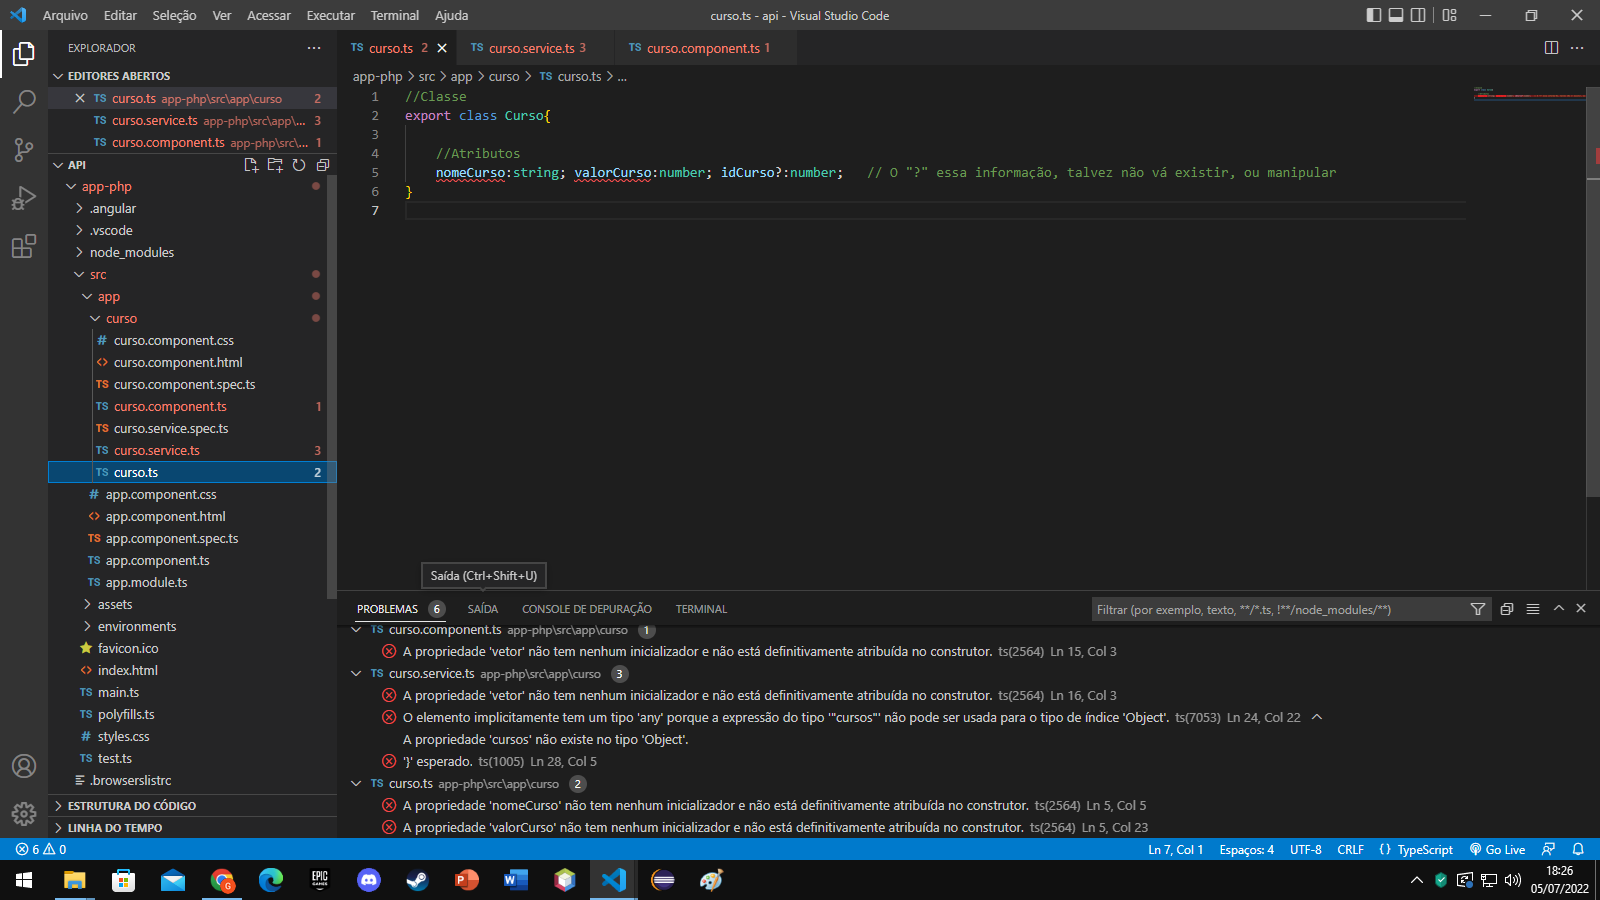 Arquivo Editar Seleção Ver Acessar Executar Terminal Ajuda
curso.ts - api - Visual Studio Code
EXPLORADOR
EDITORES ABERTOS
TS curso.ts app-php\src\app\curso 2
TS curso.service.ts app-php\src\app\... 3
TS curso.component.ts app-php\src\... 1
API
app-php
.angular
.vscode
node_modules
src
app
curso
# curso.component.css
<> curso.component.html
TS curso.component.spec.ts
TS curso.component.ts 1
TS curso.service.spec.ts
TS curso.service.ts 3
TS curso.ts 2
# app.component.css
<> app.component.html
TS app.component.spec.ts
TS app.component.ts
TS app.module.ts
assets
environments
favicon.ico
<> index.html
TS main.ts
TS polyfills.ts
# styles.css
TS test.ts
.browserslistrc
ESTRUTURA DO CÓDIGO
LINHA DO TEMPO
TS curso.ts 2 TS curso.service.ts 3 TS curso.component.ts 1
app-php > src > app > curso > TS curso.ts > ...
1 //Classe
2 export class Curso{
3
4 //Atributos
5 nomeCurso:string; valorCurso:number; idCurso?:number; // O "?" essa informação, talvez não vá existir, ou manipular
6 }
7
Saída (Ctrl+Shift+U)
PROBLEMAS 6 SAÍDA CONSOLE DE DEPURAÇÃO TERMINAL
Filtrar (por exemplo, texto, **/*.ts, !**/node_modules/**)
TS curso.component.ts app-php\src\app\curso 1
A propriedade 'vetor' não tem nenhum inicializador e não está definitivamente atribuída no construtor. ts(2564) Ln 15, Col 3
TS curso.service.ts app-php\src\app\curso 3
A propriedade 'vetor' não tem nenhum inicializador e não está definitivamente atribuída no construtor. ts(2564) Ln 16, Col 3
O elemento implicitamente tem um tipo 'any' porque a expressão do tipo '"cursos"' não pode ser usada para o tipo de índice 'Object'. ts(7053) Ln 24, Col 22
A propriedade 'cursos' não existe no tipo 'Object'.
'}' esperado. ts(1005) Ln 28, Col 5
TS curso.ts app-php\src\app\curso 2
A propriedade 'nomeCurso' não tem nenhum inicializador e não está definitivamente atribuída no construtor. ts(2564) Ln 5, Col 5
A propriedade 'valorCurso' não tem nenhum inicializador e não está definitivamente atribuída no construtor. ts(2564) Ln 5, Col 23
6 0
Ln 7, Col 1 Espaços: 4 UTF-8 CRLF {} TypeScript Go Live
EPIC GAMES
18:26
05/07/2022